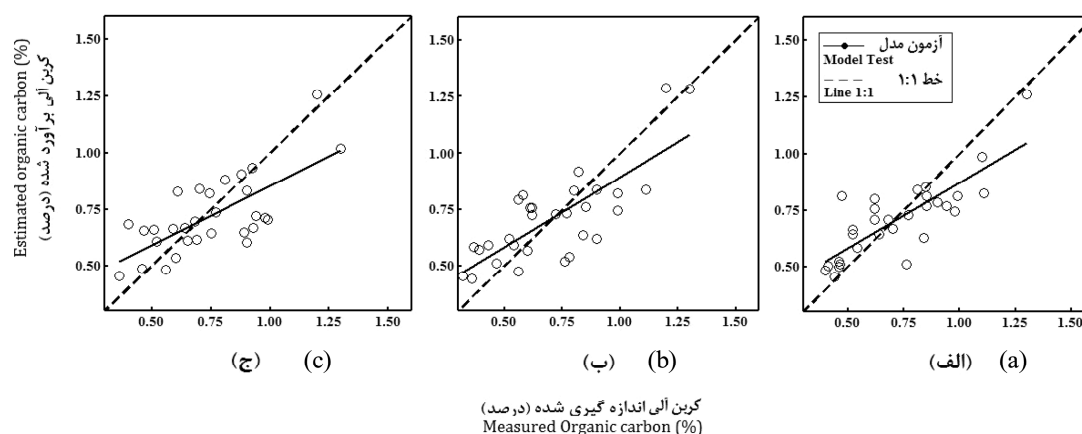 Estimated organic carbon (%)
کربن آلی برآورد شده (درصد)
1.50
1.25
1.00
0.75
0.50
0.50
0.75
1.00
1.25
1.50
(ج)
(c)
1.50
1.25
1.00
0.75
0.50
0.50
0.75
1.00
1.25
1.50
(ب)
(b)
1.50
1.25
1.00
0.75
0.50
آزمون مدل
Model Test
خط ۱:۱
Line 1:1
0.50
0.75
1.00
1.25
1.50
(الف)
(a)
کربن آلی اندازه گیری شده (درصد)
Measured Organic carbon (%)